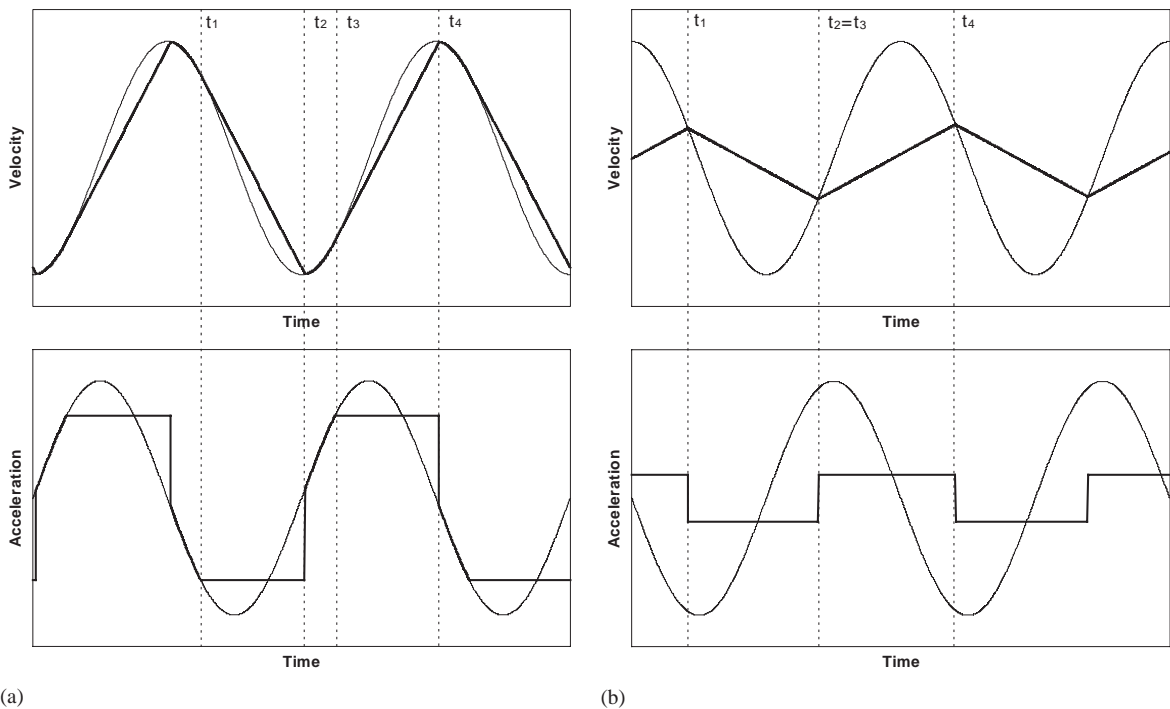 t1 t2 t3 t4
Velocity
Time
Acceleration
Time
(a)
t1 t2=t3 t4
Velocity
Time
Acceleration
Time
(b)